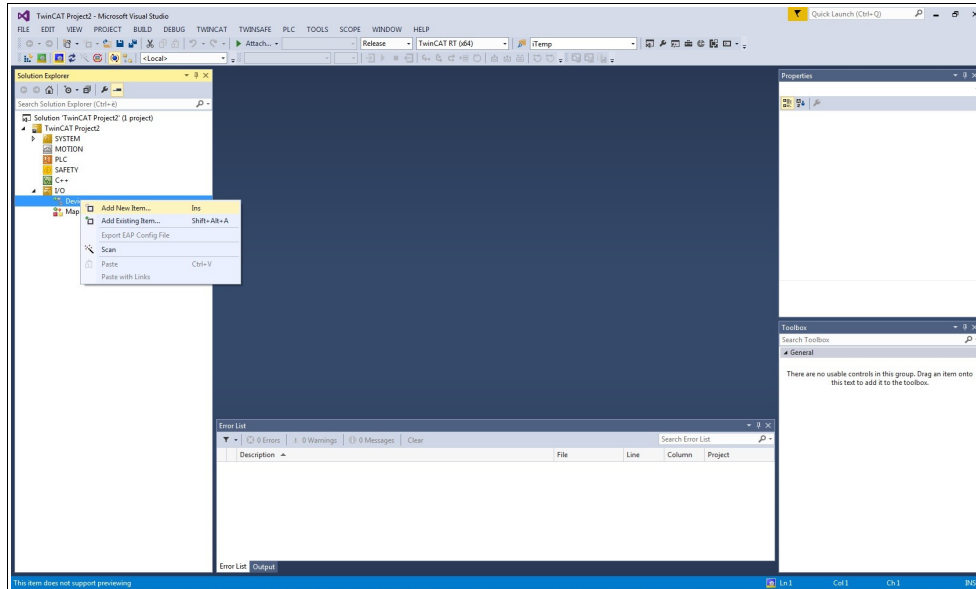 TwinCAT Project2 - Microsoft Visual Studio
Quick Launch (Ctrl+Q)
FILE EDIT VIEW PROJECT BUILD DEBUG TWINCAT TWINSAFE PLC TOOLS SCOPE WINDOW HELP
Attach... Release TwinCAT RT (x64) iTemp
<Local>
Solution Explorer
Search Solution Explorer (Ctrl+è)
Solution 'TwinCAT Project2' (1 project)
TwinCAT Project2
SYSTEM
MOTION
PLC
SAFETY
C++
I/O
Devi
Map
Add New Item... Ins
Add Existing Item... Shift+Alt+A
Export EAP Config File
Scan
Paste Ctrl+V
Paste with Links
Properties
Toolbox
Search Toolbox
General
There are no usable controls in this group. Drag an item onto
this text to add it to the toolbox.
Error List
0 Errors 0 Warnings 0 Messages Clear Search Error List
Description File Line Column Project
Error List Output
This item does not support previewing Ln 1 Col 1 Ch 1 INS